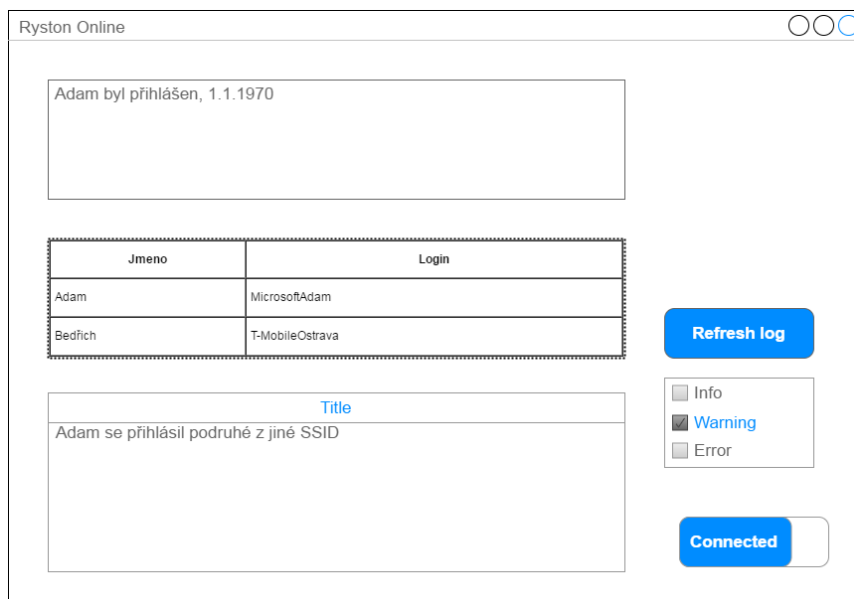 Ryston Online
Adam byl přihlášen, 1.1.1970
Jmeno Login
Adam MicrosoftAdam
Bedřich T-MobileOstrava
Refresh log
Info
Warning
Error
Title
Adam se přihlásil podruhé z jiné SSID
Connected